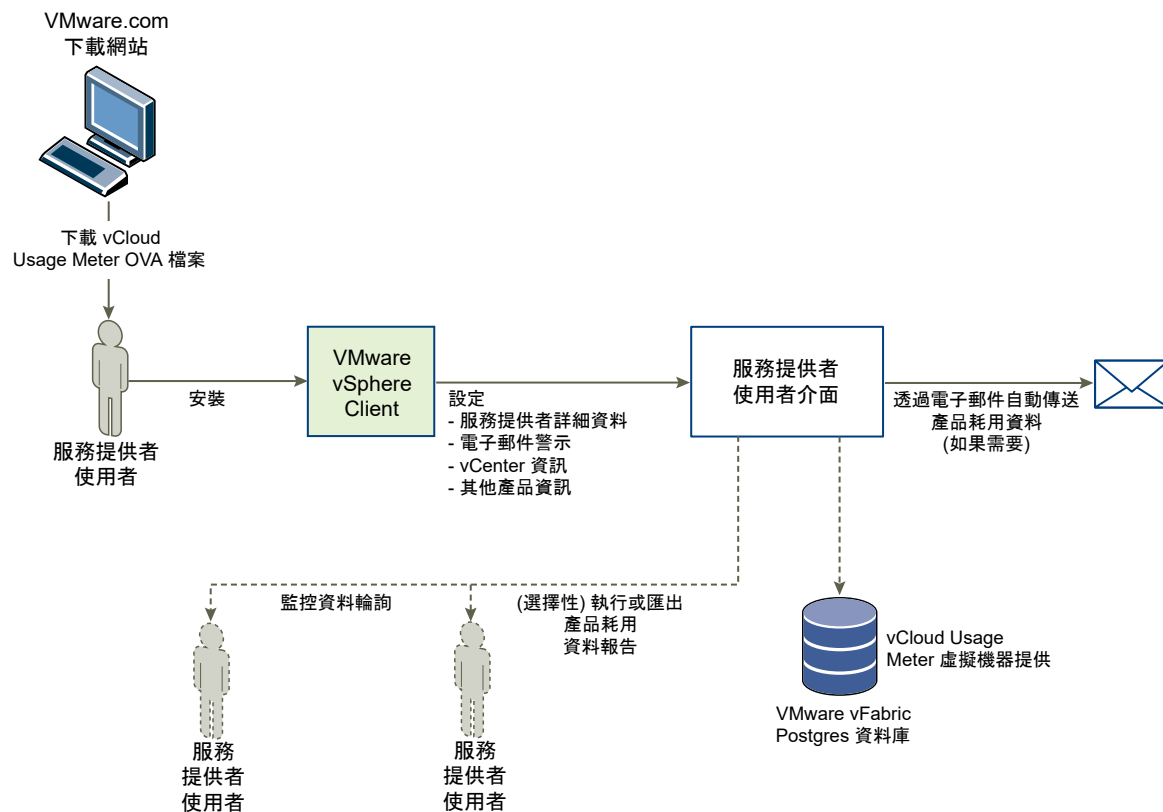 VMware.com
下載網站
下載 vCloud
Usage Meter OVA 檔案
服務提供者
使用者
安裝
VMware
vSphere
Client
設定
- 服務提供者詳細資料
- 電子郵件警示
- vCenter 資訊
- 其他產品資訊
服務提供者
使用者介面
透過電子郵件自動傳送
產品耗用資料
(如果需要)
監控資料輪詢
(選擇性) 執行或匯出
產品耗用
資料報告
服務
提供者
使用者
服務
提供者
使用者
vCloud Usage
Meter 虛擬機器提供
VMware vFabric
Postgres 資料庫